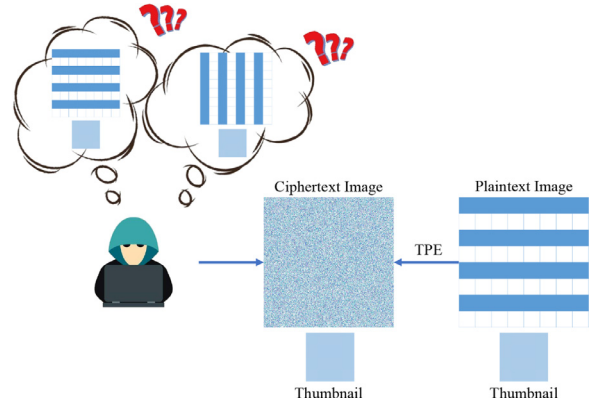 ???
???
Ciphertext Image
Plaintext Image
TPE
Thumbnail
Thumbnail